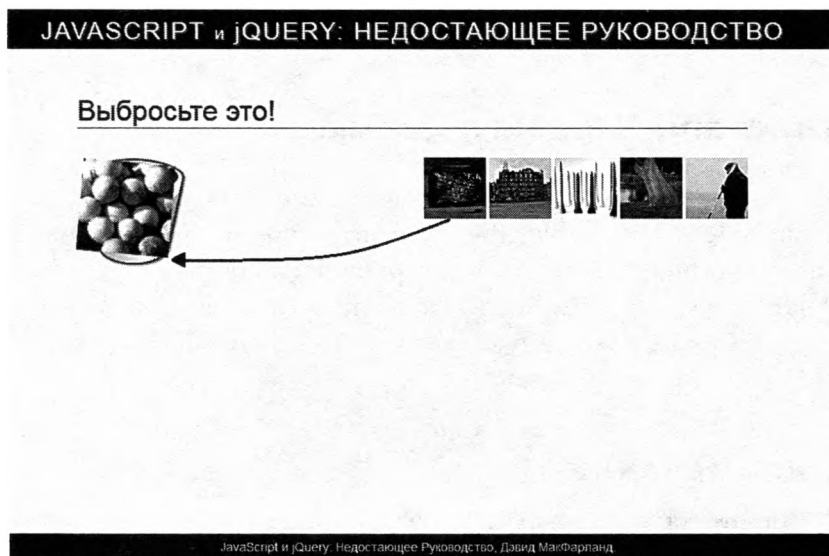 JAVASCRIPT и jQUERY: НЕДОСТАЮЩЕЕ РУКОВОДСТВО
Выбросьте это!
JavaScript и jQuery: Недостающее Руководство, Дэвид МакФарланд.